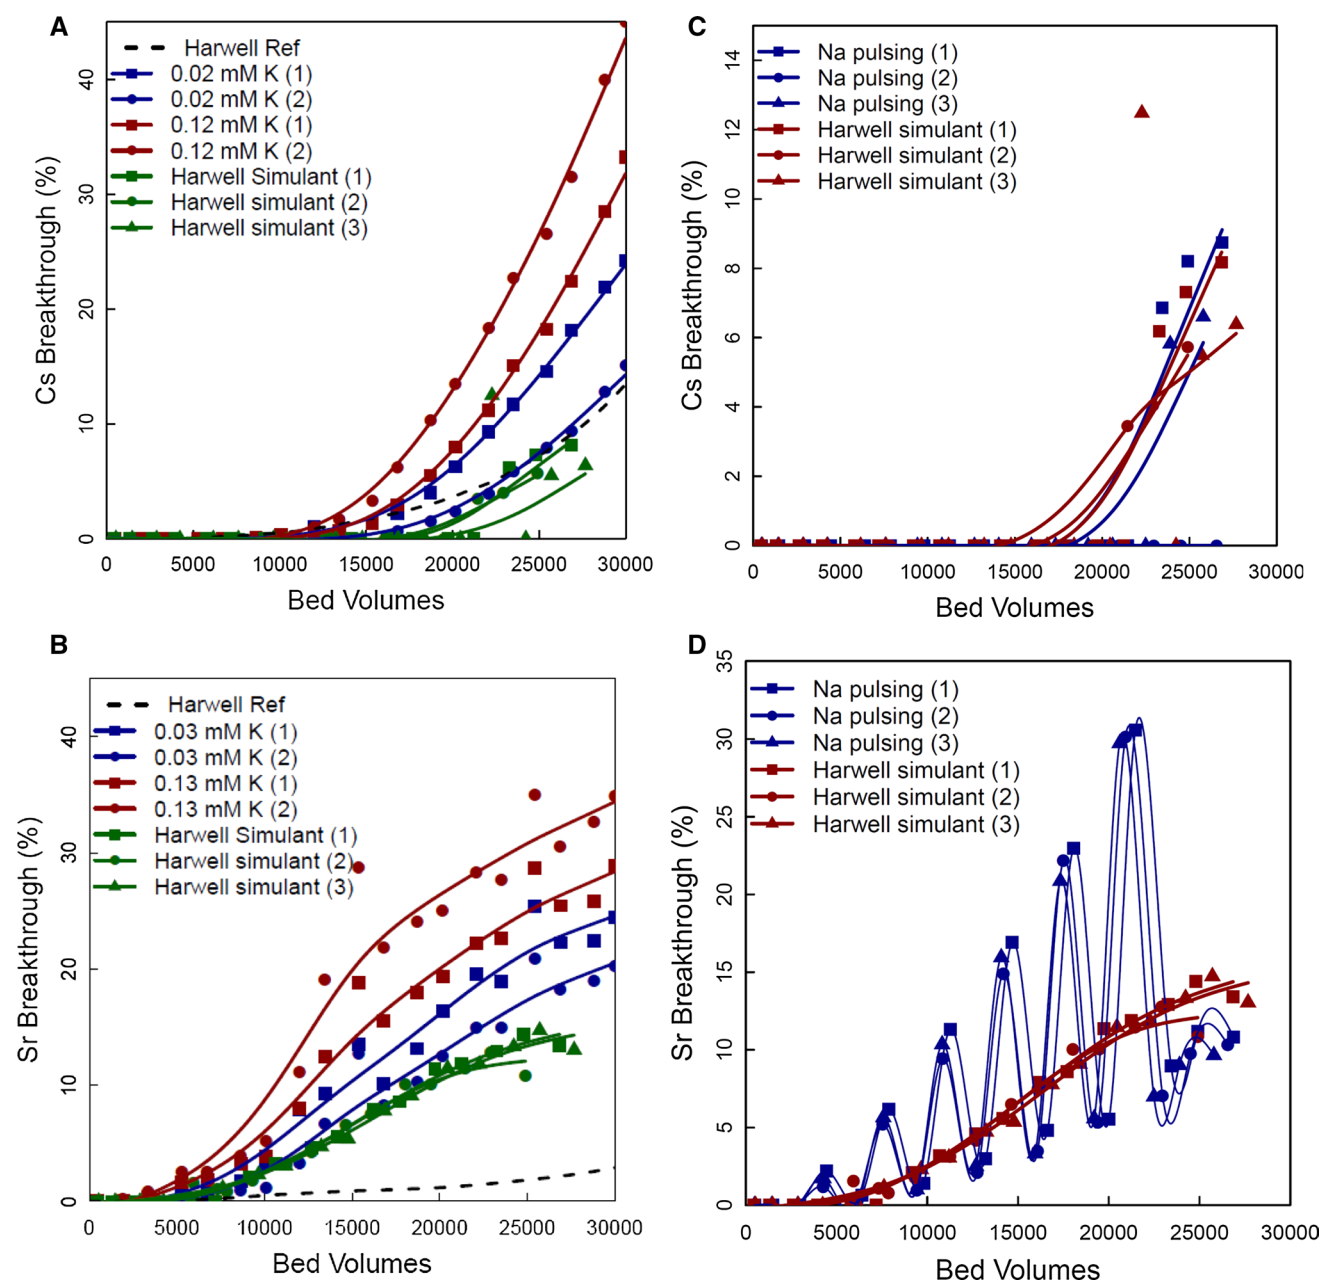 A
Harwell Ref
0.02 mM K (1)
0.02 mM K (2)
0.12 mM K (1)
0.12 mM K (2)
Harwell Simulant (1)
Harwell simulant (2)
Harwell simulant (3)
Cs Breakthrough (%)
40
30
20
10
0
0 5000 10000 15000 20000 25000 30000
Bed Volumes
C
Na pulsing (1)
Na pulsing (2)
Na pulsing (3)
Harwell simulant (1)
Harwell simulant (2)
Harwell simulant (3)
Cs Breakthrough (%)
14
12
10
8
6
4
2
0
0 5000 10000 15000 20000 25000 30000
Bed Volumes
B
Harwell Ref
0.03 mM K (1)
0.03 mM K (2)
0.13 mM K (1)
0.13 mM K (2)
Harwell Simulant (1)
Harwell simulant (2)
Harwell simulant (3)
Sr Breakthrough (%)
40
30
20
10
0
0 5000 10000 15000 20000 25000 30000
Bed Volumes
D
Na pulsing (1)
Na pulsing (2)
Na pulsing (3)
Harwell simulant (1)
Harwell simulant (2)
Harwell simulant (3)
Sr Breakthrough (%)
35
30
25
20
15
10
5
0
0 5000 10000 15000 20000 25000 30000
Bed Volumes